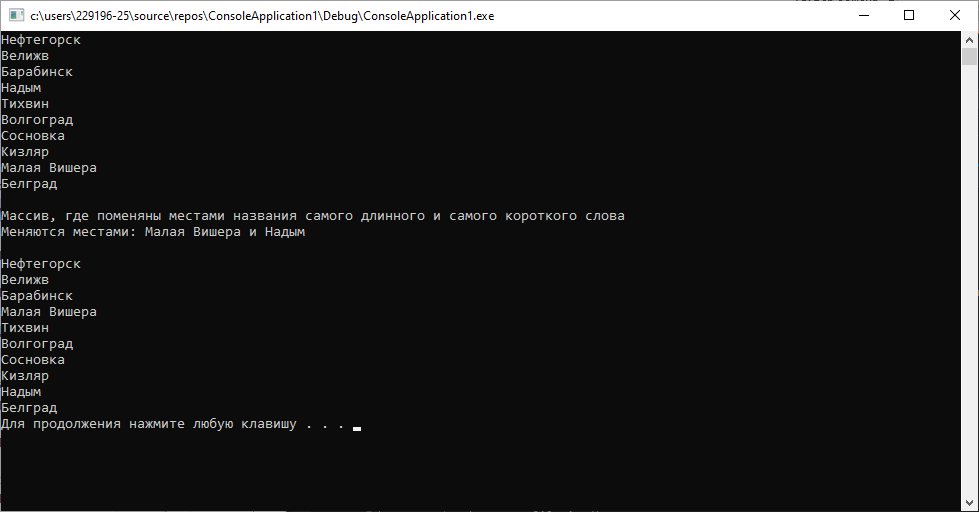 c:\users\229196-25\source\repos\ConsoleApplication1\Debug\ConsoleApplication1.exe
Нефтегорск
Велижв
Барабинск
Надым
Тихвин
Волгоград
Сосновка
Кизляр
Малая Вишера
Белград
Массив, где поменяны местами названия самого длинного и самого короткого слова
Меняются местами: Малая Вишера и Надым
Нефтегорск
Велижв
Барабинск
Малая Вишера
Тихвин
Волгоград
Сосновка
Кизляр
Надым
Белград
Для продолжения нажмите любую клавишу . . .